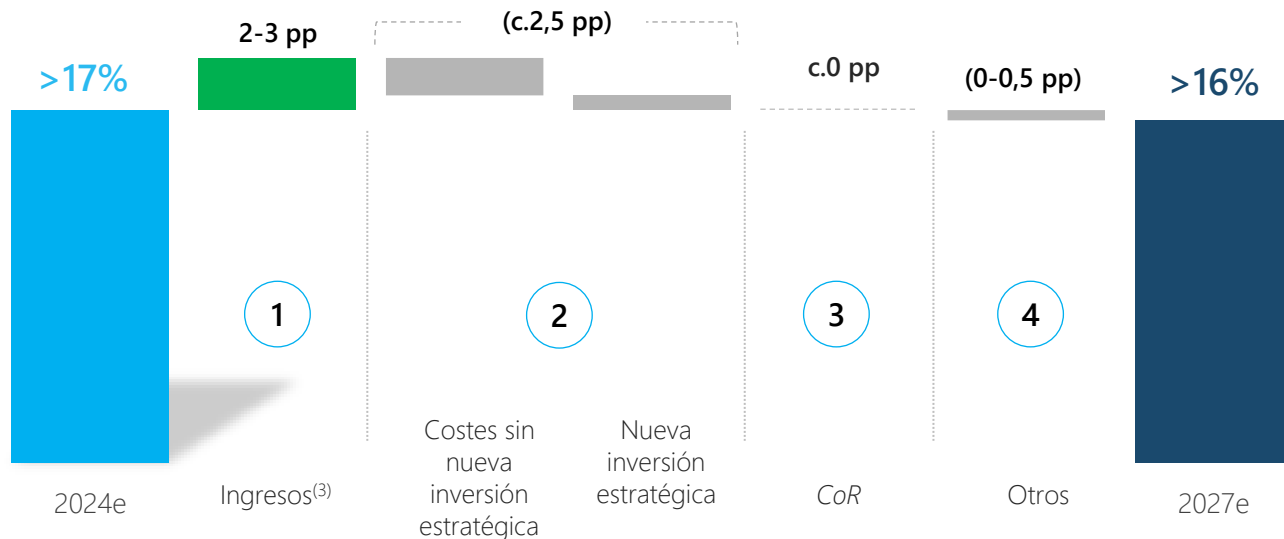 >17%
2-3 pp
(c.2,5 pp)
c.0 pp
(0-0,5 pp)
>16%
1
2
3
4
2024e
Ingresos(3)
Costes sin
nueva
inversión
estratégica
Nueva
inversión
estratégica
CoR
Otros
2027e